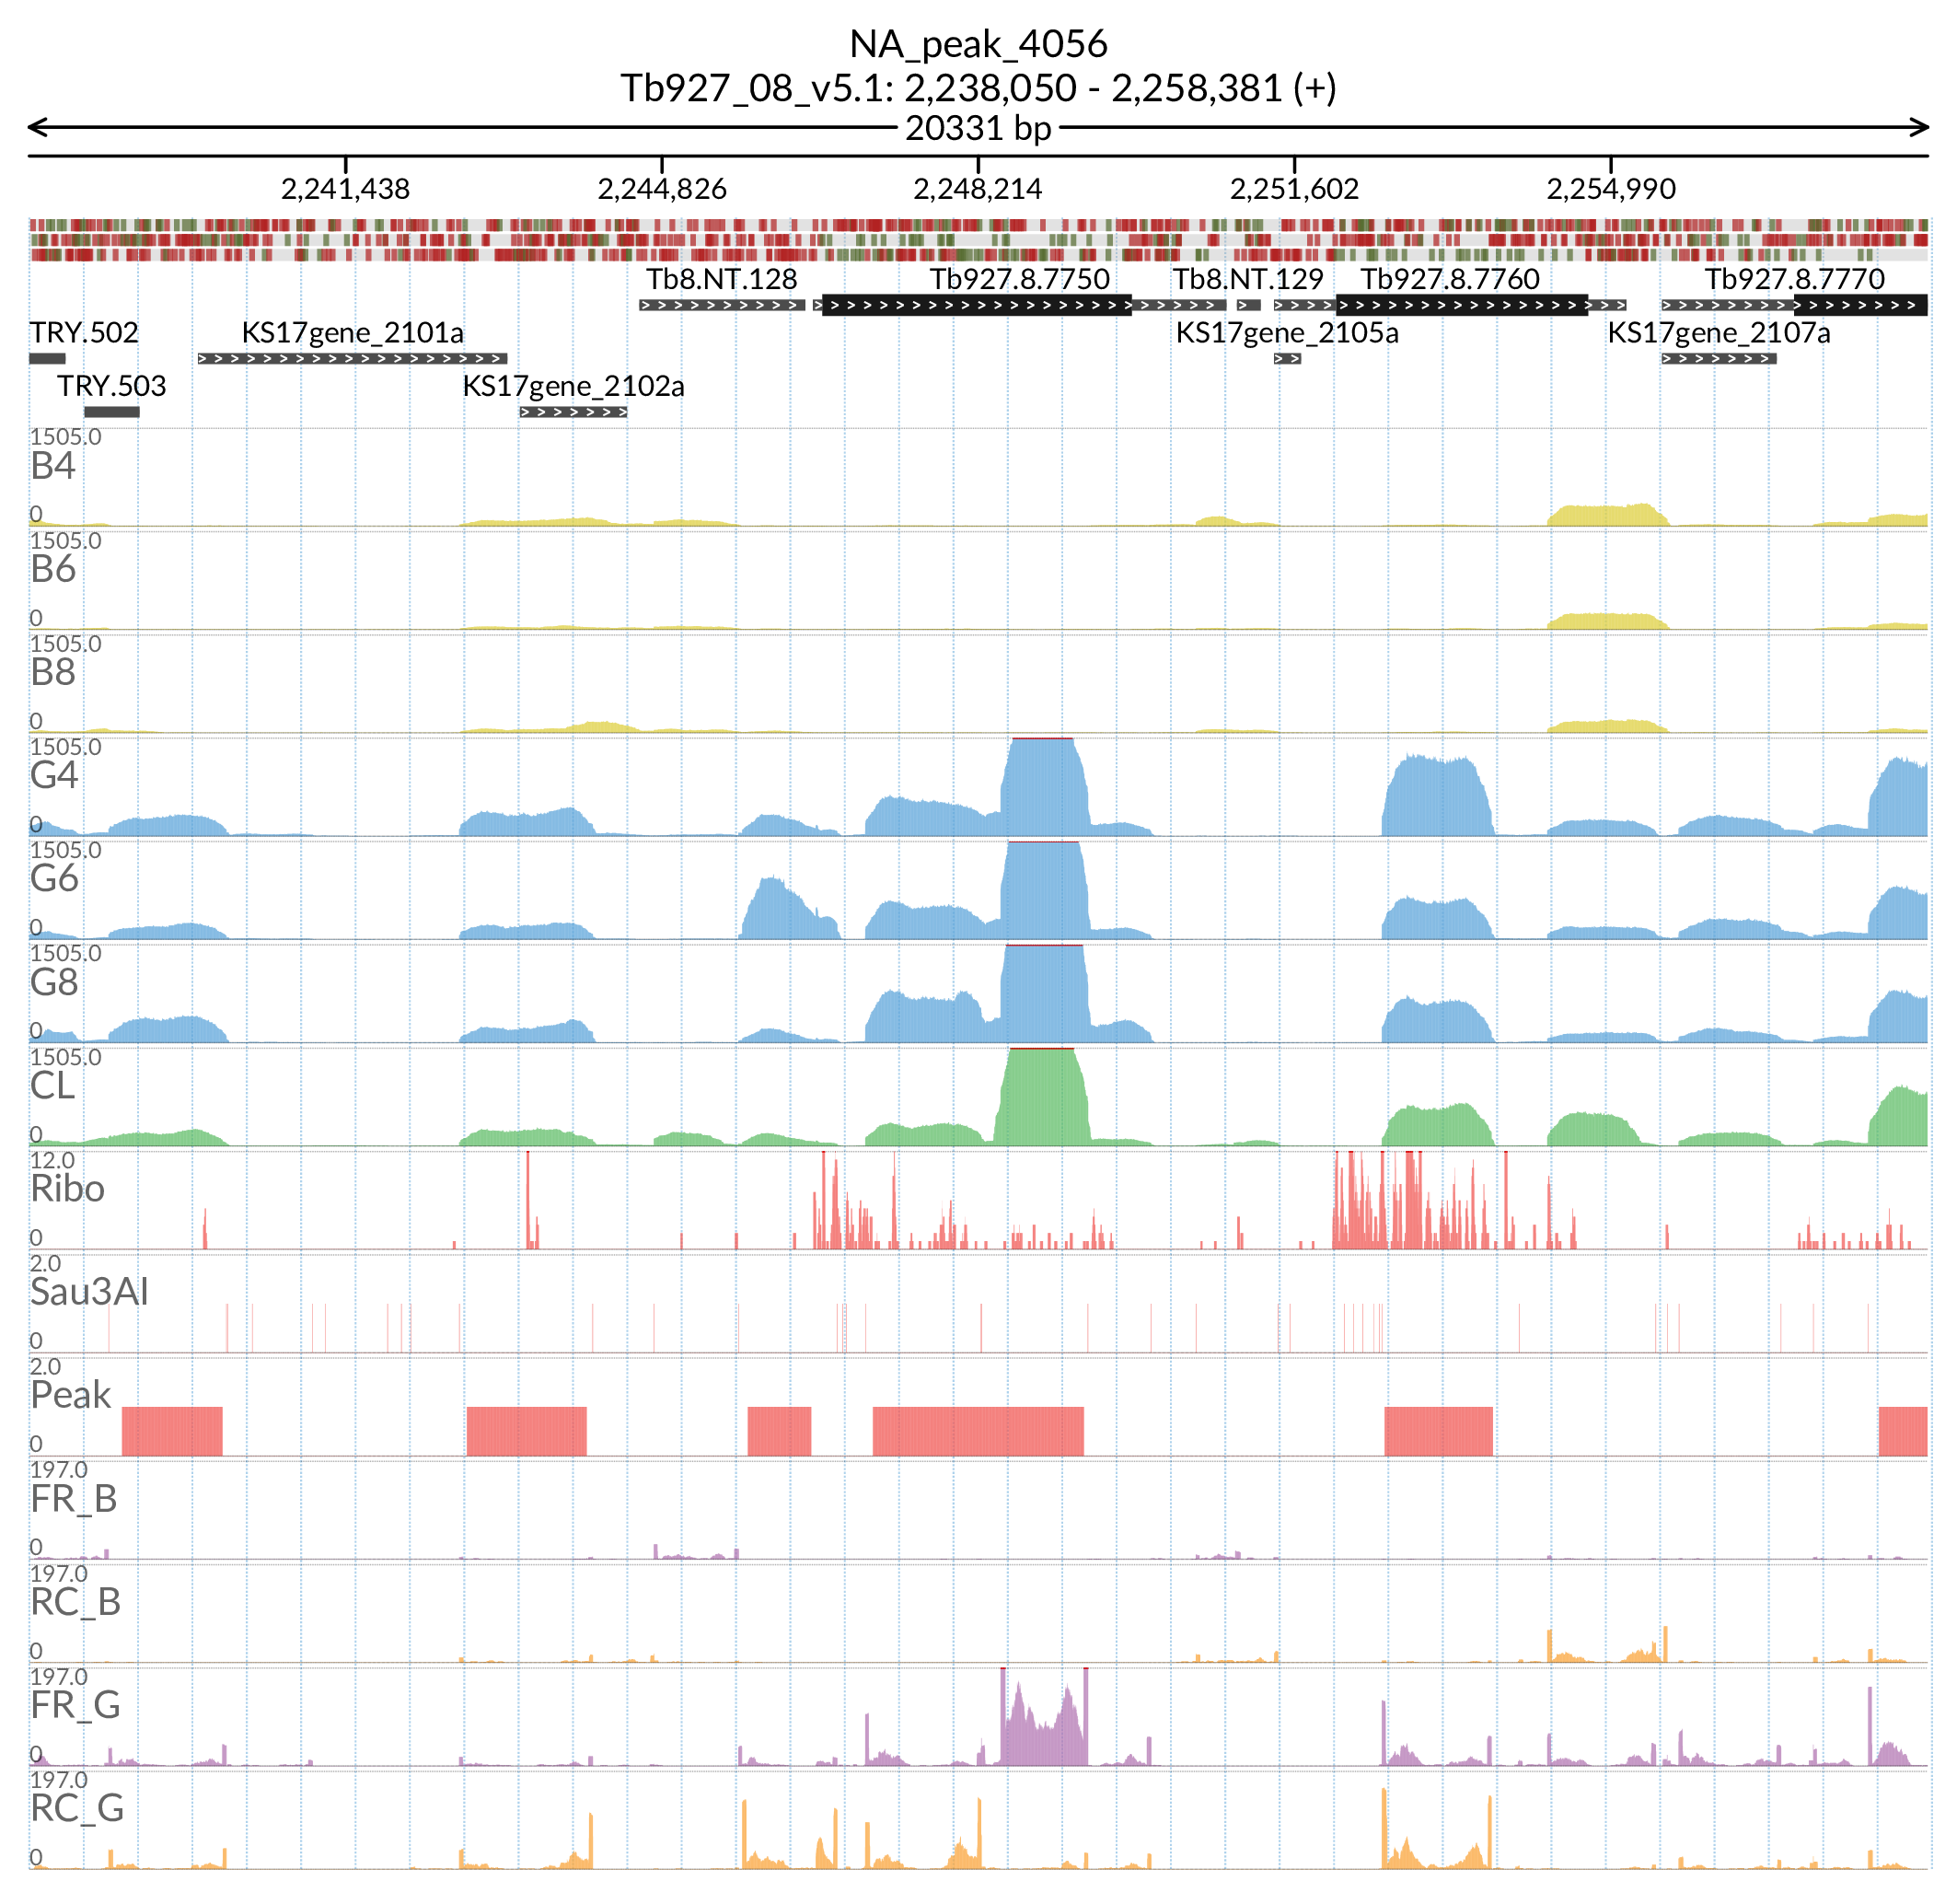 NA_peak_4056
Tb927_08_v5.1: 2,238,050 - 2,258,381 (+)
20331 bp
2,241,438 2,244,826 2,248,214 2,251,602 2,254,990
Tb8.NT.128 Tb927.8.7750 Tb8.NT.129 Tb927.8.7760 Tb927.8.7770
TRY.502 KS17gene_2101a KS17gene_2105a KS17gene_2107a
TRY.503 KS17gene_2102a
1505.0
B4
0
1505.0
B6
0
1505.0
B8
0
1505.0
G4
0
1505.0
G6
0
1505.0
G8
0
1505.0
CL
0
12.0
Ribo
0
2.0
Sau3AI
0
2.0
Peak
0
197.0
FR_B
0
197.0
RC_B
0
197.0
FR_G
0
197.0
RC_G
0